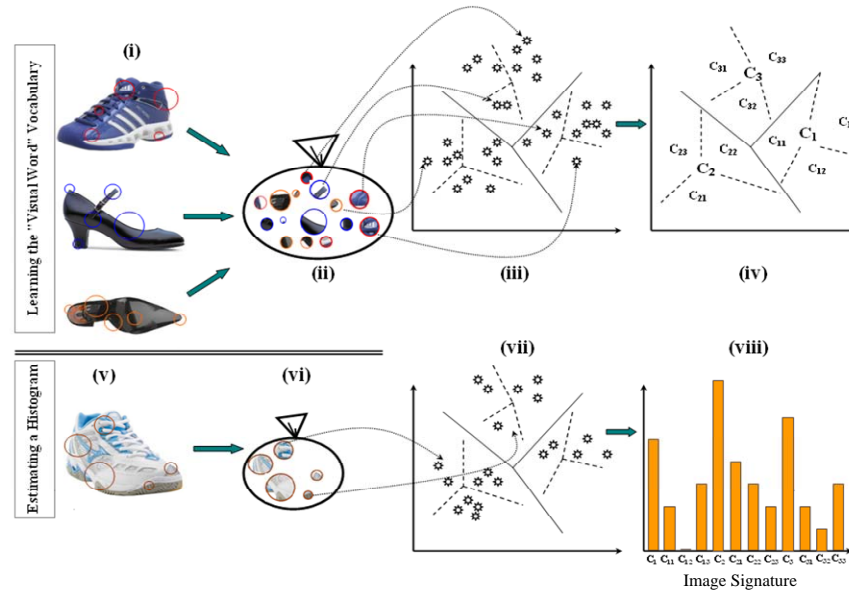 Learning the "Visual Word" Vocabulary
(i)
(ii)
(iii)
(iv)
C31
C33
C3
C32
C11
C1
C1
C12
C23
C22
C2
C21
Estimating a Histogram
(v)
(vi)
(vii)
(viii)
C1 C11 C12 C13 C2 C21 C22 C23 C3 C31 C32 C33
Image Signature